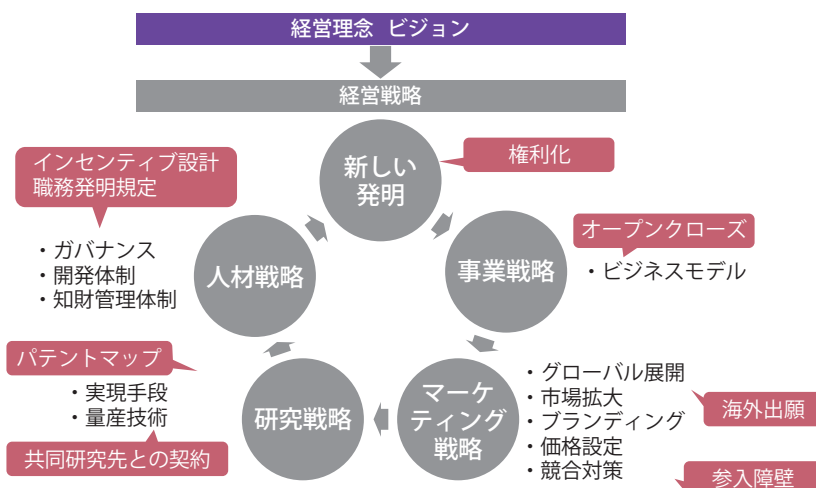 経営理念 ビジョン
経営戦略
新しい
発明
権利化
インセンティブ設計
職務発明規定
・ガバナンス
・開発体制
・知財管理体制
人材戦略
事業戦略
オープンクローズ
・ビジネスモデル
パテントマップ
・実現手段
・量産技術
共同研究先との契約
研究戦略
マーケ
ティング
戦略
・グローバル展開
・市場拡大
・ブランディング
・価格設定
・競合対策
海外出願
参入障壁